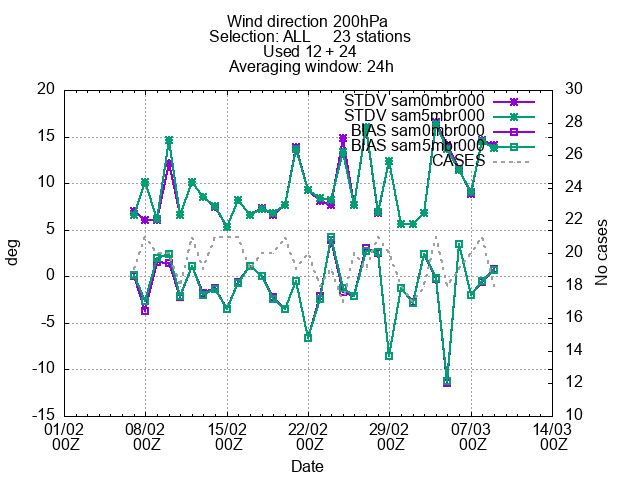 Wind direction 200hPa
Selection: ALL 23 stations
Used 12 + 24
Averaging window: 24h
STDV sam0mbr000
STDV sam5mbr000
BIAS sam0mbr000
BIAS sam5mbr000
CASES
20
15
10
5
0
-5
-10
-15
deg
30
28
26
24
22
20
18
16
14
12
10
No cases
01/02 08/02 15/02 22/02 29/02 07/03 14/03
00Z 00Z 00Z 00Z 00Z 00Z 00Z
Date